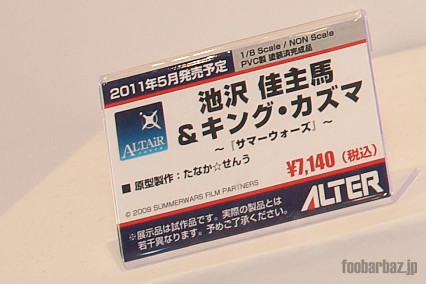 2011年5月発売予定
1/8 Scale / NON Scale
PVC製 塗装済完成品
ALTAiR
池沢 佳主馬
&キング・カズマ
～『サマーウォーズ』～
■ 原型製作：たなか☆せんう
¥7,140（税込）
© 2009 SUMMERWARS FILM PARTNERS
ALTER
※展示品は試作品です。実際の製品とは
若干異なります。予めご了承ください。
foobarbaz.jp